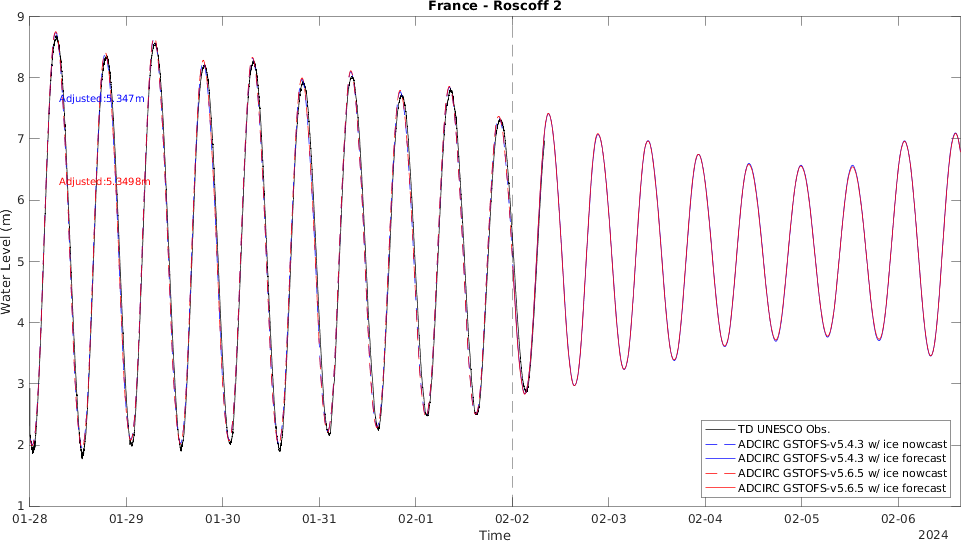 France - Roscoff 2
9
8
7
6
5
4
3
2
1
Water Level (m)
Adjusted:5.347m
Adjusted:5.3498m
TD UNESCO Obs.
ADCIRC GSTOFS-v5.4.3 w/ ice nowcast
ADCIRC GSTOFS-v5.4.3 w/ ice forecast
ADCIRC GSTOFS-v5.6.5 w/ ice nowcast
ADCIRC GSTOFS-v5.6.5 w/ ice forecast
01-28 01-29 01-30 01-31 02-01 02-02 02-03 02-04 02-05 02-06
Time
2024